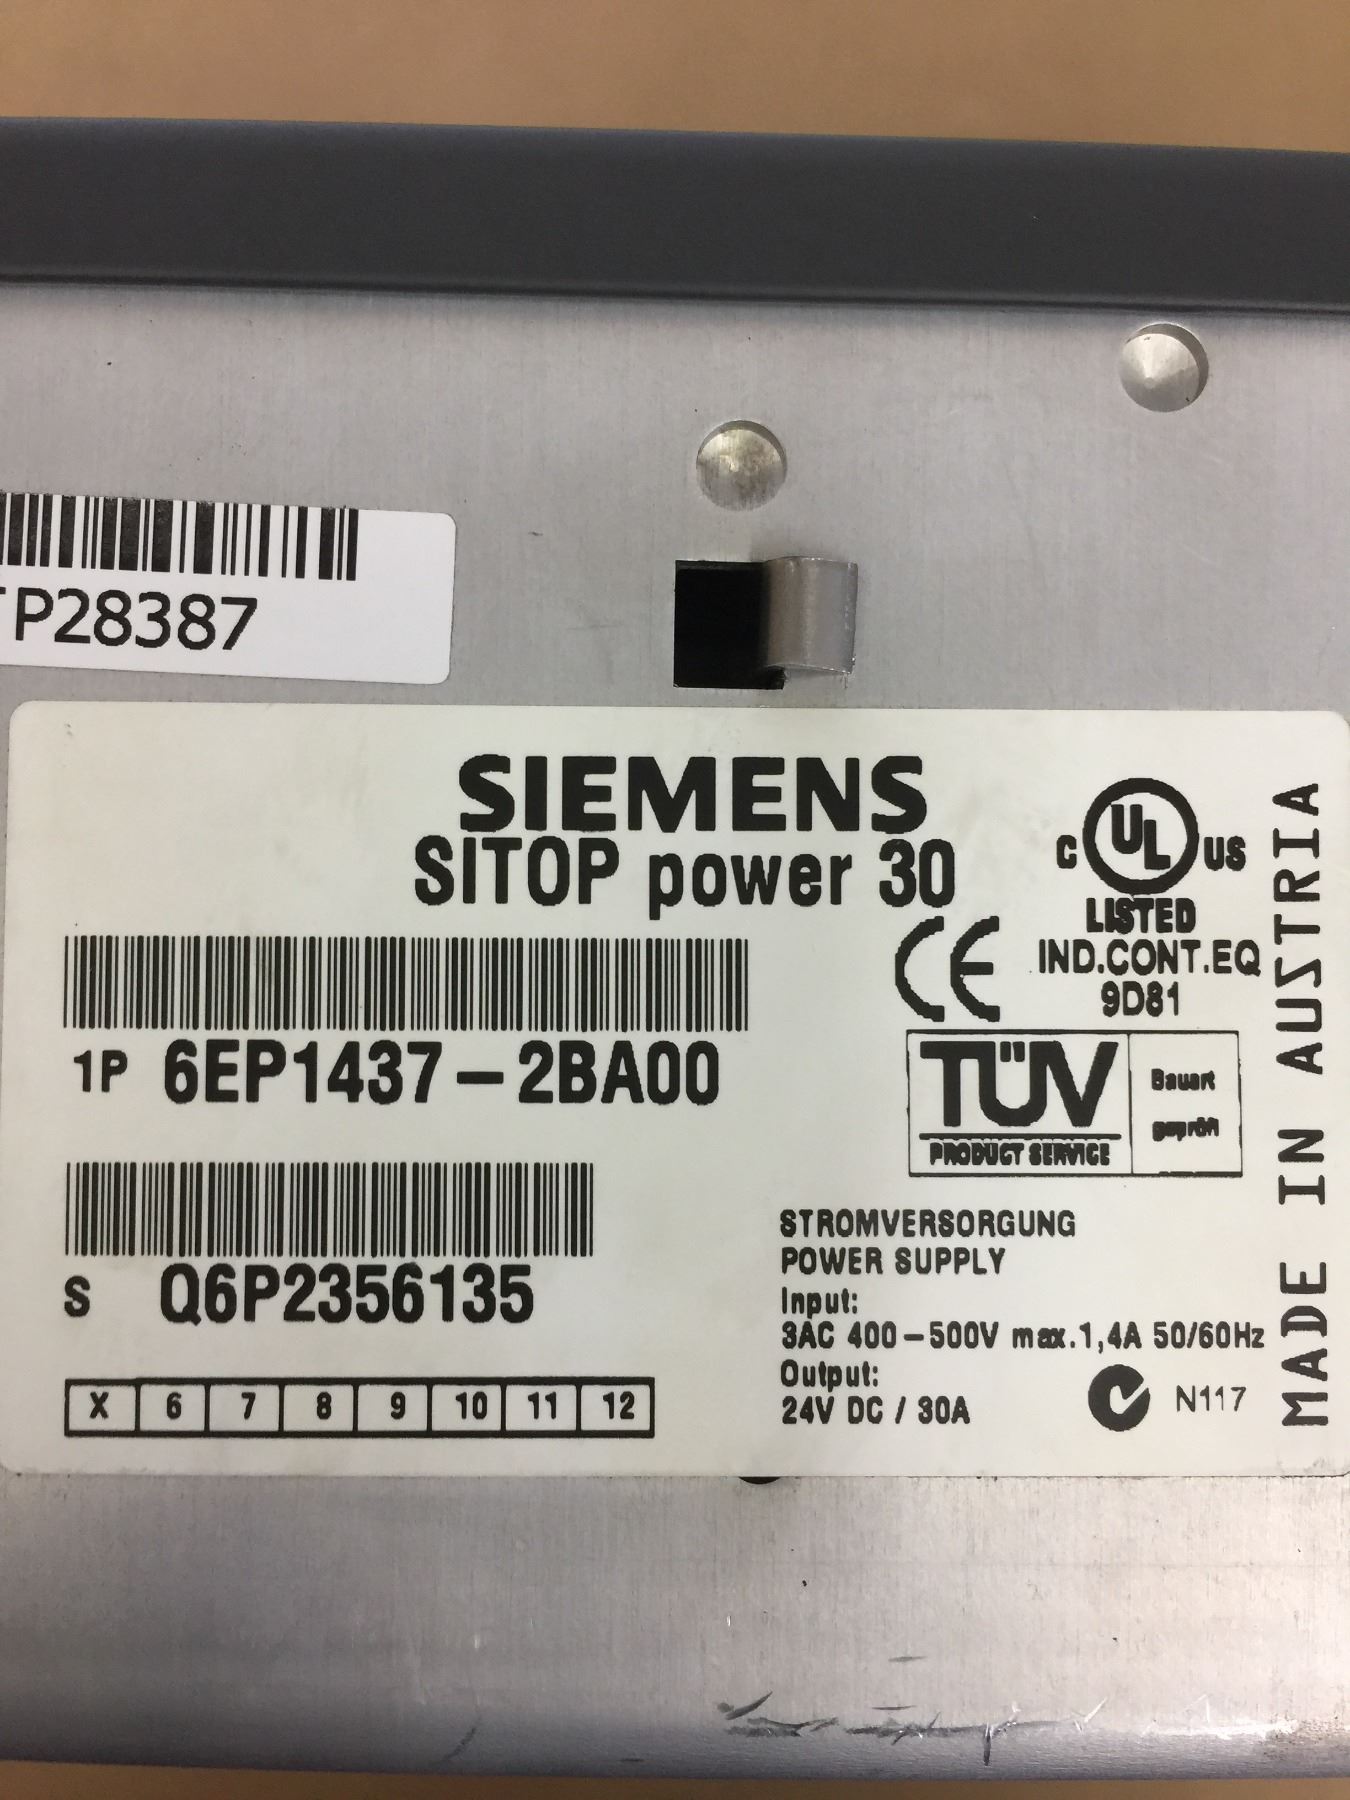 P28387
SIEMENS
SITOP power 30
C UL US
LISTED
IND.CONT.EQ
9D81
CE
1P 6EP1437-2BA00
TÜV
PRODUCT SERVICE
Bauart
geprüft
S Q6P2356135
STROMVERSORGUNG
POWER SUPPLY
Input:
3AC 400-500V max.1,4A 50/60Hz
Output:
24V DC / 30A
N117
X 6 7 8 9 10 11 12
MADE IN AUSTRIA